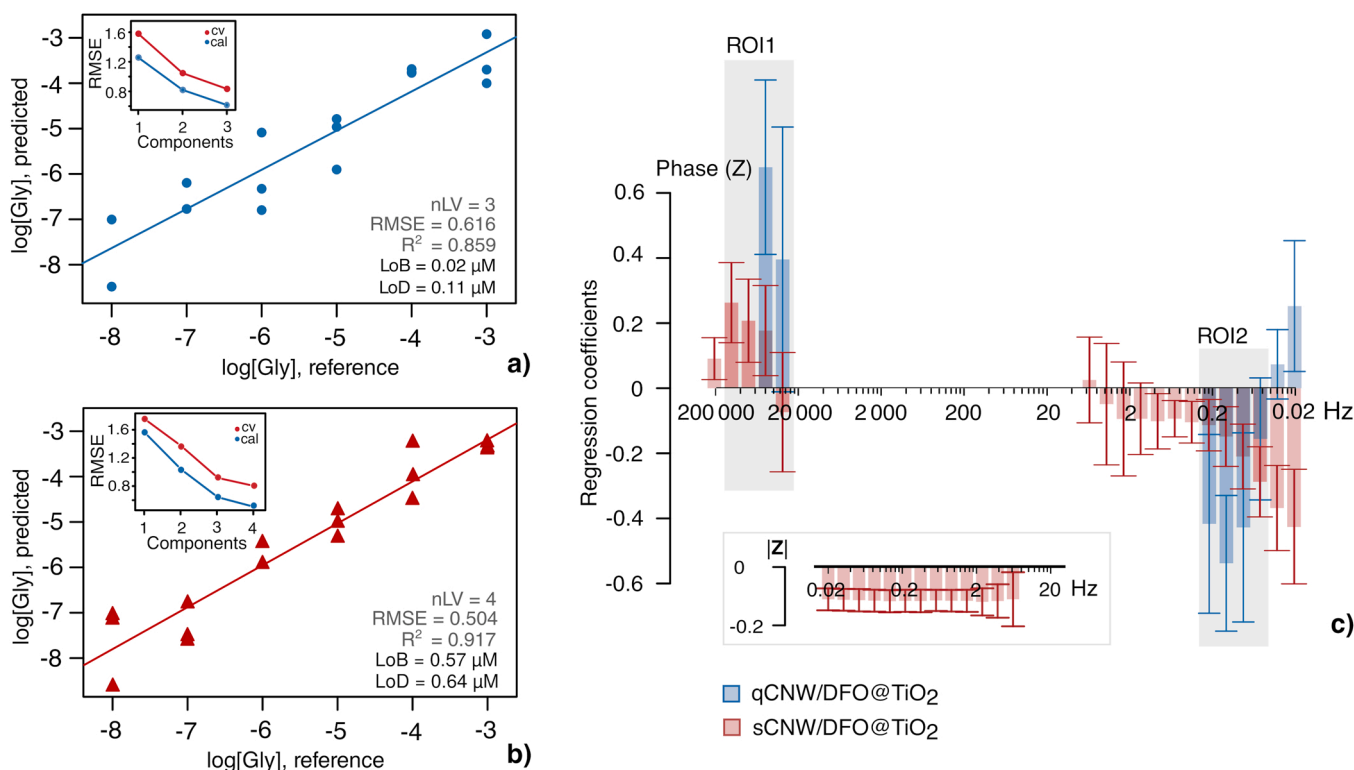 -3
-4
-5
-6
-7
-8
log[Gly], predicted
1.6
1.2
0.8
RMSE
cv
cal
1 2 3
Components
nLV = 3
RMSE = 0.616
R² = 0.859
LoB = 0.02 µM
LoD = 0.11 µM
-8 -7 -6 -5 -4 -3
log[Gly], reference
a)
-3
-4
-5
-6
-7
-8
log[Gly], predicted
1.6
1.2
0.8
RMSE
cv
cal
1 2 3 4
Components
nLV = 4
RMSE = 0.504
R² = 0.917
LoB = 0.57 µM
LoD = 0.64 µM
-8 -7 -6 -5 -4 -3
log[Gly], reference
b)
ROI1
Phase (Z)
0.6
0.4
0.2
0
-0.2
-0.4
-0.6
Regression coefficients
200 000 20 000 2 000 200 20 2 0.2 0.02 Hz
ROI2
|Z|
0
-0.2
0.02 0.2 2 20 Hz
c)
qCNW/DFO@TiO₂
sCNW/DFO@TiO₂